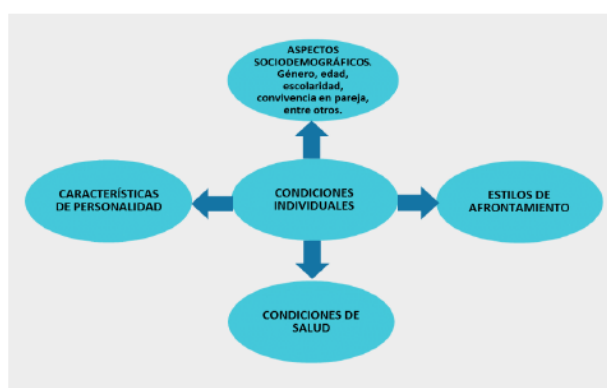 ASPECTOS
SOCIODEMOGRÁFICOS.
Género, edad,
escolaridad,
convivencia en pareja,
entre otros.
CARACTERÍSTICAS
DE PERSONALIDAD
CONDICIONES
INDIVIDUALES
ESTILOS DE
AFRONTAMIENTO
CONDICIONES DE
SALUD